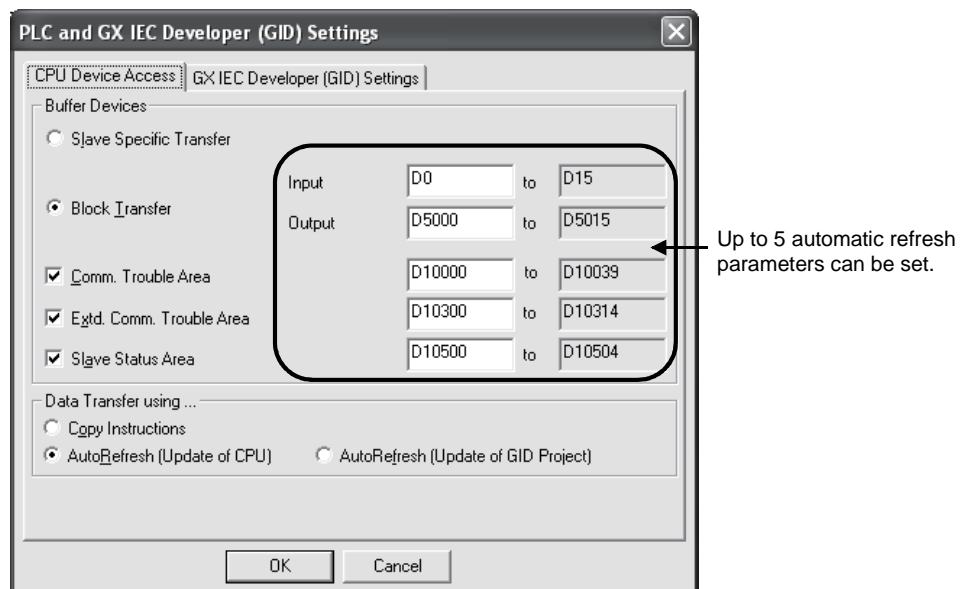 PLC and GX IEC Developer (GID) Settings
CPU Device Access
GX IEC Developer (GID) Settings
Buffer Devices
Slave Specific Transfer
Block Transfer
Input D0 to D15
Output D5000 to D5015
Comm. Trouble Area D10000 to D10039
Extd. Comm. Trouble Area D10300 to D10314
Slave Status Area D10500 to D10504
Up to 5 automatic refresh
parameters can be set.
Data Transfer using ...
Copy Instructions
AutoRefresh (Update of CPU) AutoRefresh (Update of GID Project)
OK Cancel